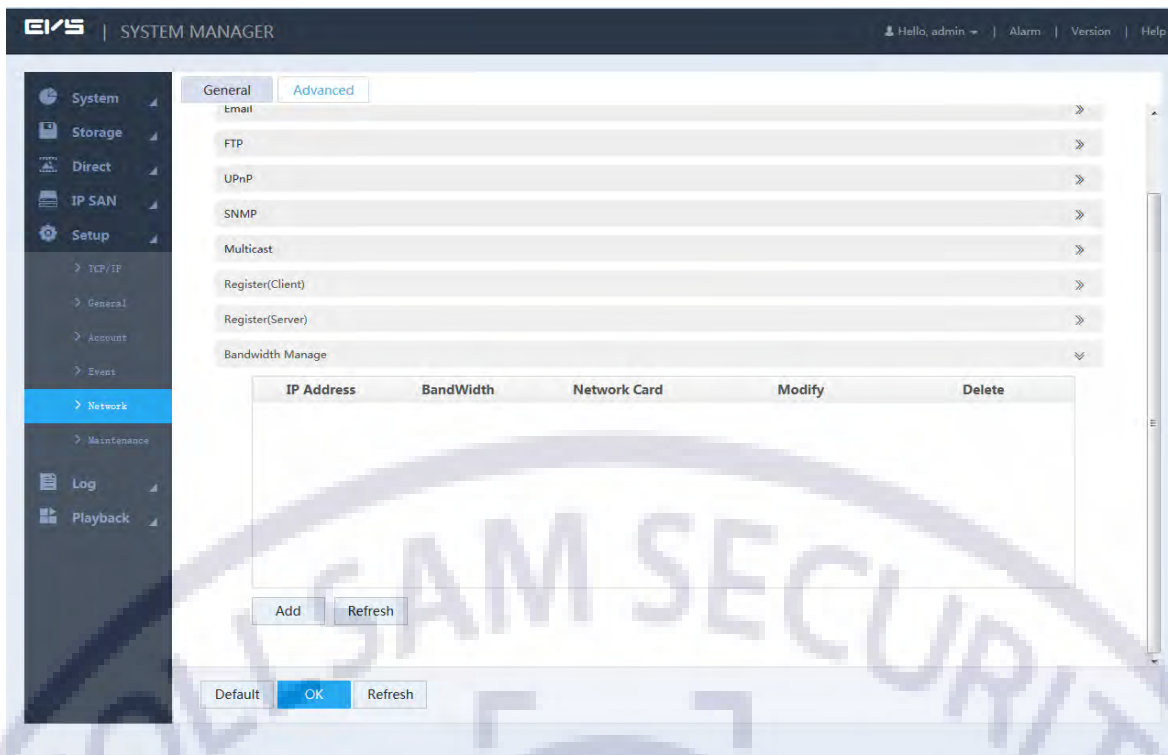 EVS | SYSTEM MANAGER
Hello, admin | Alarm | Version | Help
System
Storage
Direct
IP SAN
Setup
> TCP/IP
> General
> Account
> Event
> Network
> Maintenance
Log
Playback
General Advanced
Email
FTP
UPnP
SNMP
Multicast
Register(Client)
Register(Server)
Bandwidth Manage
IP Address BandWidth Network Card Modify Delete
Add Refresh
Default OK Refresh
SAM SECURIT